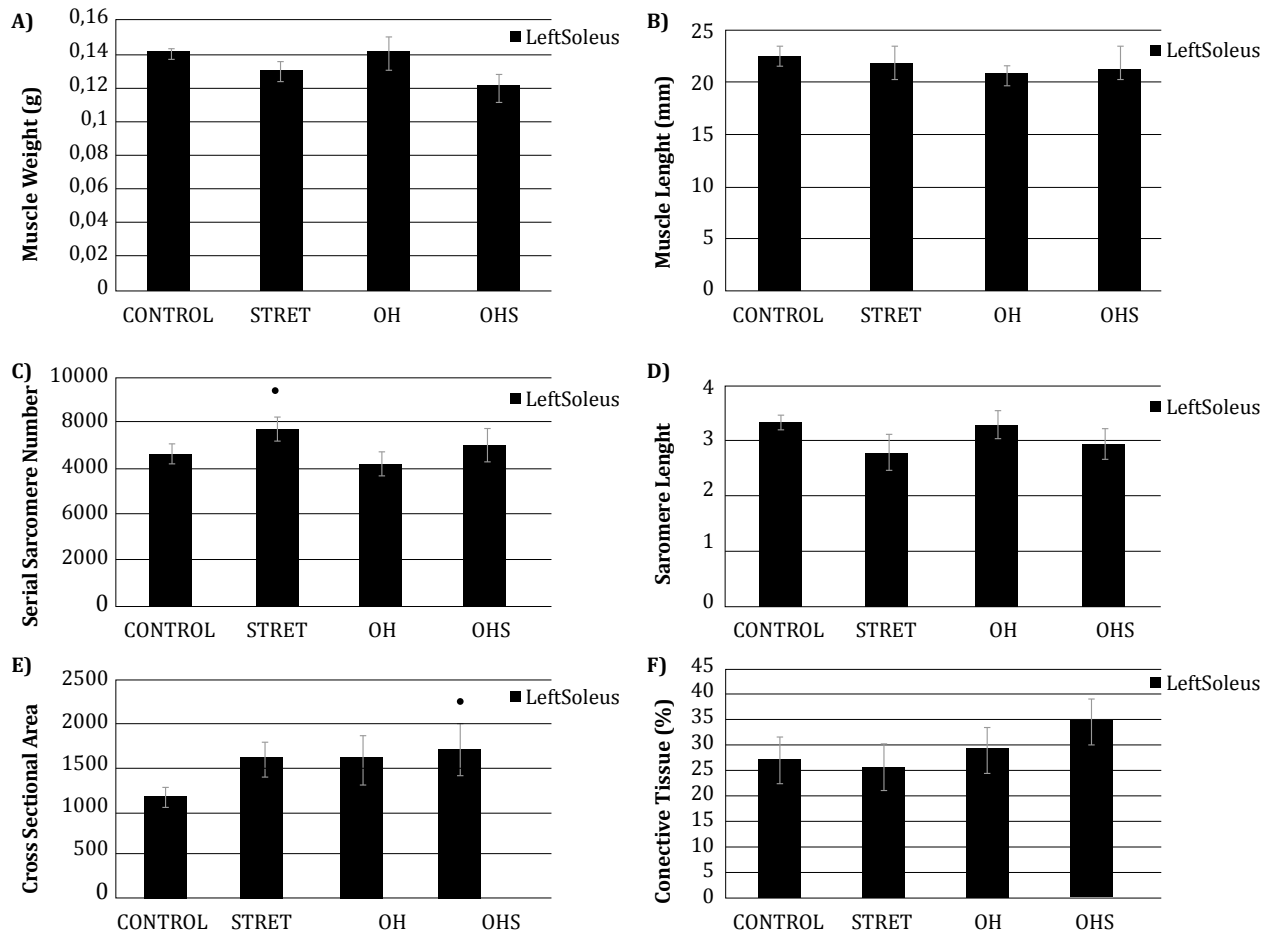 A)
LeftSoleus
Muscle Weight (g)
0,16
0,14
0,12
0,1
0,08
0,06
0,04
0,02
0
CONTROL STRET OH OHS
B)
LeftSoleus
Muscle Lenght (mm)
25
20
15
10
5
0
CONTROL STRET OH OHS
C)
LeftSoleus
Serial Sarcomere Number
10000
8000
4000
6000
2000
0
CONTROL STRET OH OHS
D)
LeftSoleus
Saromere Lenght
4
3
2
1
0
CONTROL STRET OH OHS
E)
LeftSoleus
Cross Sectional Area
2500
2000
1500
1000
500
0
CONTROL STRET OH OHS
F)
LeftSoleus
Conective Tissue (%)
45
40
35
30
25
20
15
10
5
0
CONTROL STRET OH OHS